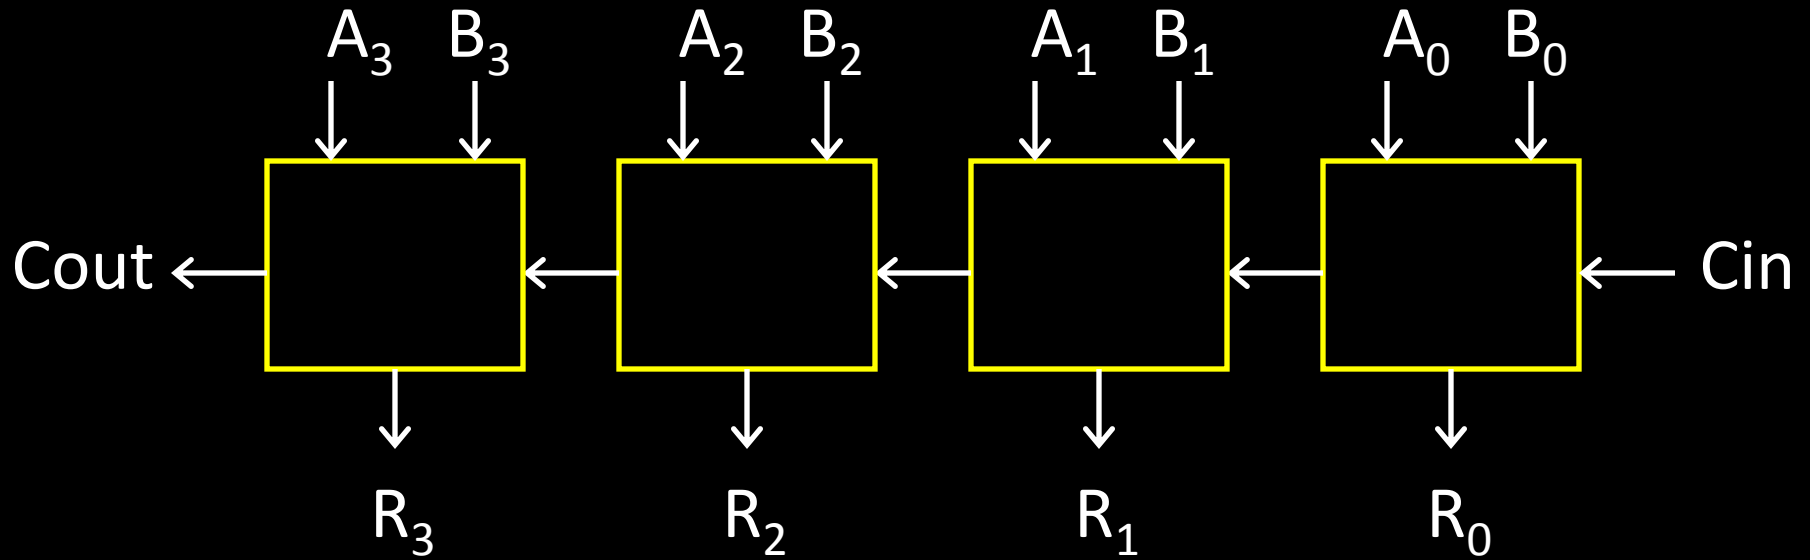 A₃ B₃ A₂ B₂ A₁ B₁ A₀ B₀
Cout Cin
R₃ R₂ R₁ R₀